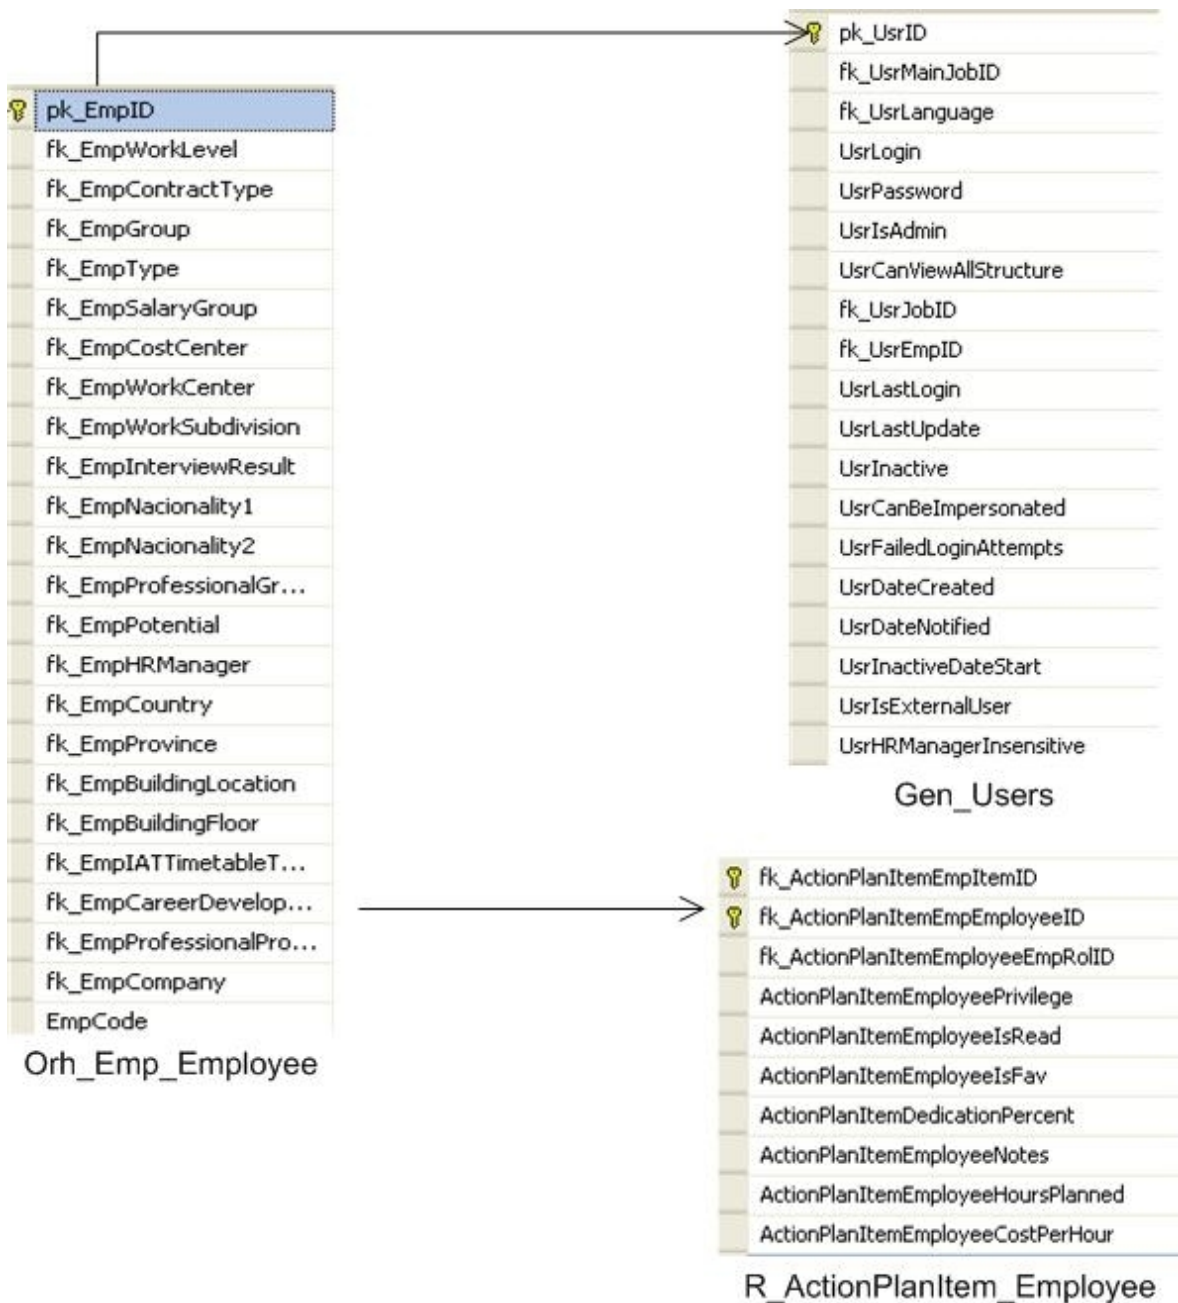 pk_EmpID
fk_EmpWorkLevel
fk_EmpContractType
fk_EmpGroup
fk_EmpType
fk_EmpSalaryGroup
fk_EmpCostCenter
fk_EmpWorkCenter
fk_EmpWorkSubdivision
fk_EmpInterviewResult
fk_EmpNacionality1
fk_EmpNacionality2
fk_EmpProfessionalGr...
fk_EmpPotential
fk_EmpHRManager
fk_EmpCountry
fk_EmpProvince
fk_EmpBuildingLocation
fk_EmpBuildingFloor
fk_EmpIATTimetableT...
fk_EmpCareerDevelop...
fk_EmpProfessionalPro...
fk_EmpCompany
EmpCode
Orh_Emp_Employee
pk_UsrID
fk_UsrMainJobID
fk_UsrLanguage
UsrLogin
UsrPassword
UsrIsAdmin
UsrCanViewAllStructure
fk_UsrJobID
fk_UsrEmpID
UsrLastLogin
UsrLastUpdate
UsrInactive
UsrCanBeImpersonated
UsrFailedLoginAttempts
UsrDateCreated
UsrDateNotified
UsrInactiveDateStart
UsrIsExternalUser
UsrHRManagerInsensitive
Gen_Users
fk_ActionPlanItemEmpItemID
fk_ActionPlanItemEmpEmployeeID
fk_ActionPlanItemEmployeeEmpRolID
ActionPlanItemEmployeePrivilege
ActionPlanItemEmployeeIsRead
ActionPlanItemEmployeeIsFav
ActionPlanItemDedicationPercent
ActionPlanItemEmployeeNotes
ActionPlanItemEmployeeHoursPlanned
ActionPlanItemEmployeeCostPerHour
R_ActionPlanItem_Employee